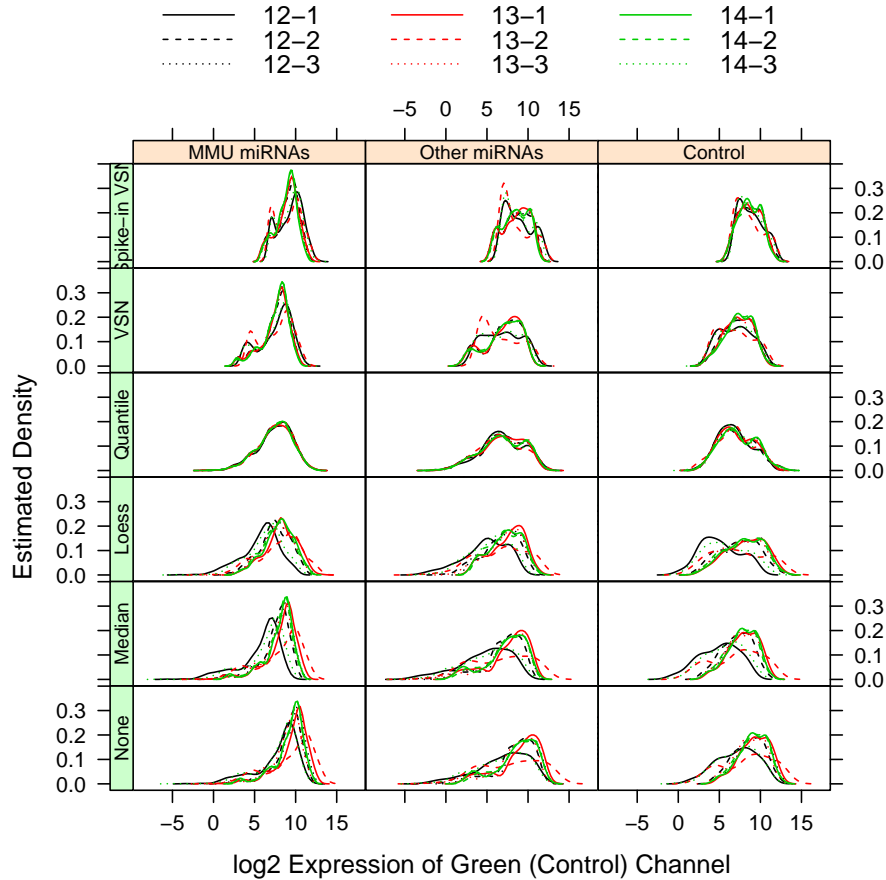 12−1 13−1 14−1
12−2 13−2 14−2
12−3 13−3 14−3
−5 0 5 10 15
MMU miRNAs Other miRNAs Control
Spike−in VSN
0.0 0.1 0.2 0.3
VSN
0.0 0.1 0.2 0.3
Quantile
0.0 0.1 0.2 0.3
Loess
0.0 0.1 0.2 0.3
Median
0.0 0.1 0.2 0.3
None
0.0 0.1 0.2 0.3
Estimated Density
−5 0 5 10 15 −5 0 5 10 15
log2 Expression of Green (Control) Channel